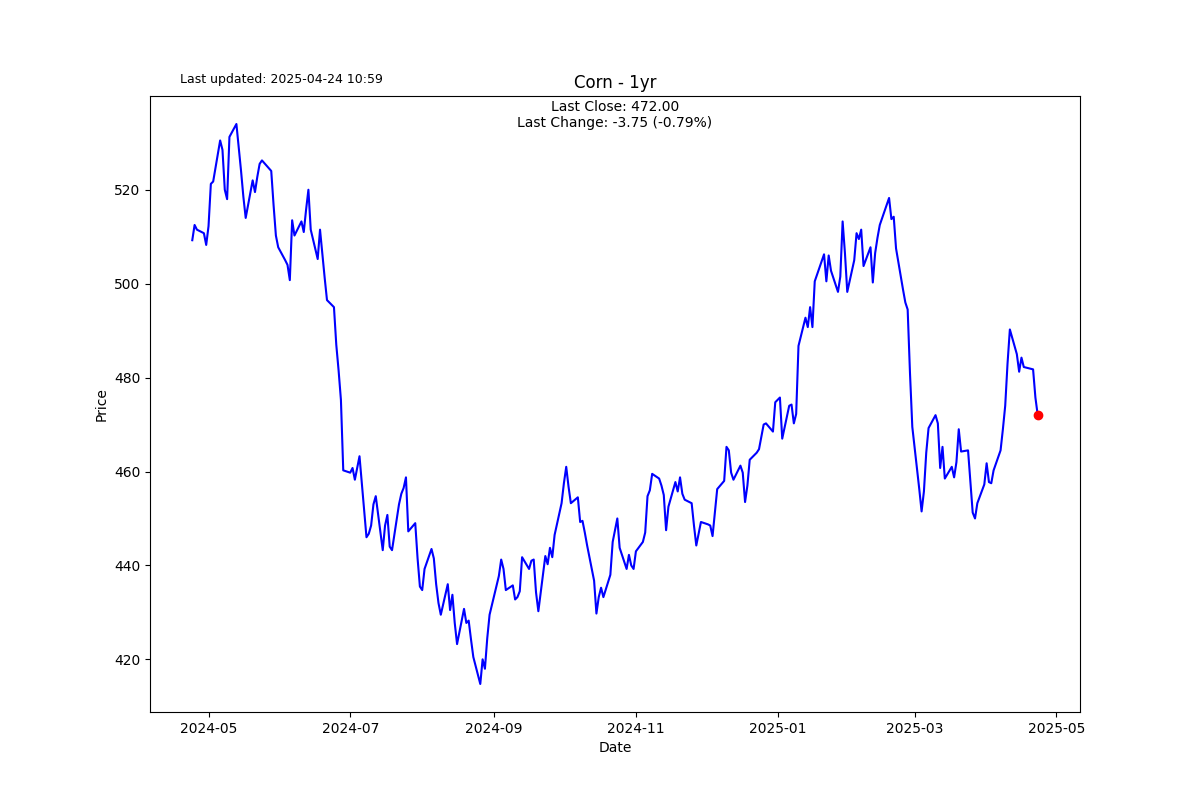 Last updated: 2025-04-24 10:59
Corn - 1yr
Last Close: 472.00
Last Change: -3.75 (-0.79%)
Price
520
500
480
460
440
420
2024-05 2024-07 2024-09 2024-11 2025-01 2025-03 2025-05
Date